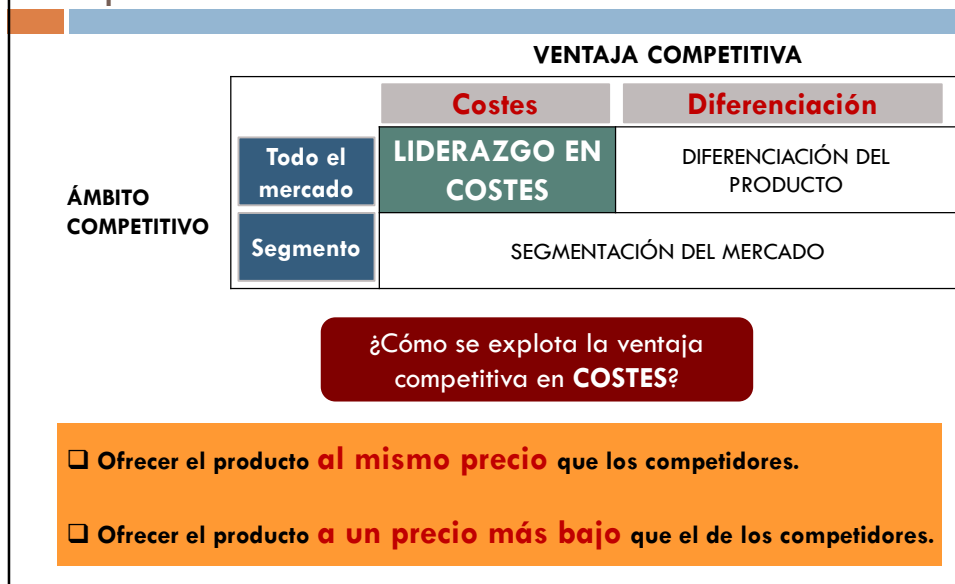 VENTAJA COMPETITIVA
Costes
Diferenciación
ÁMBITO
COMPETITIVO
Todo el
mercado
LIDERAZGO EN
COSTES
DIFERENCIACIÓN DEL
PRODUCTO
Segmento
SEGMENTACIÓN DEL MERCADO
¿Cómo se explota la ventaja
competitiva en COSTES?
❑ Ofrecer el producto al mismo precio que los competidores.
❑ Ofrecer el producto a un precio más bajo que el de los competidores.